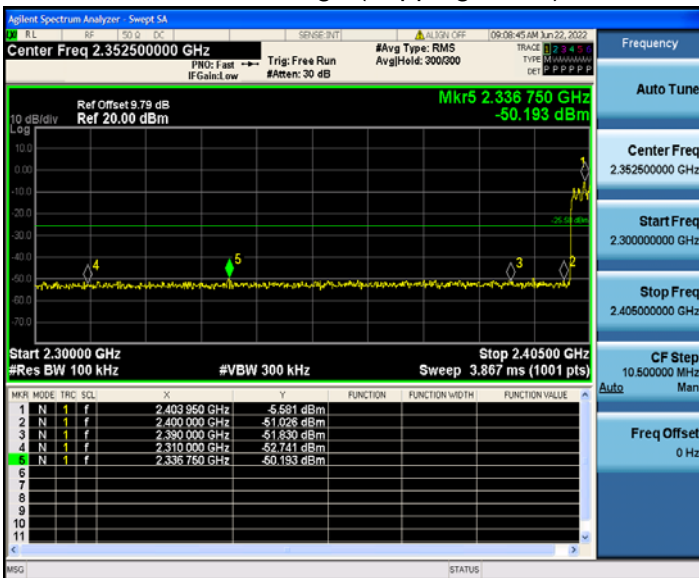 Agilent Spectrum Analyzer - Swept SA
RL RF 50 Ω DC SENSE:INT ALIGN OFF 09:08:45 AM Jun 22, 2022
Center Freq 2.352500000 GHz
PNO: Fast
IFGain:Low
Trig: Free Run
#Atten: 30 dB
#Avg Type: RMS
Avg|Hold: 300/300
TRACE 1 2 3 4 5 6
TYPE
DET P P P P P P
Ref Offset 9.79 dB
10 dB/div Ref 20.00 dBm
Log
Mkr5 2.336 750 GHz
-50.193 dBm
10.0
0.00
-10.0
-20.0
-25.58 dBm
-30.0
-40.0
-50.0
-60.0
-70.0
1
2
3
4
5
Start 2.30000 GHz Stop 2.40500 GHz
#Res BW 100 kHz #VBW 300 kHz Sweep 3.867 ms (1001 pts)
MKR MODE TRC SCL X Y FUNCTION FUNCTION WIDTH FUNCTION VALUE
1 N 1 f 2.403 950 GHz -5.581 dBm
2 N 1 f 2.400 000 GHz -51.026 dBm
3 N 1 f 2.390 000 GHz -51.830 dBm
4 N 1 f 2.310 000 GHz -52.741 dBm
5 N 1 f 2.336 750 GHz -50.193 dBm
6
7
8
9
10
11
MSG STATUS
Frequency
Auto Tune
Center Freq
2.352500000 GHz
Start Freq
2.300000000 GHz
Stop Freq
2.405000000 GHz
CF Step
10.500000 MHz
Auto Man
Freq Offset
0 Hz